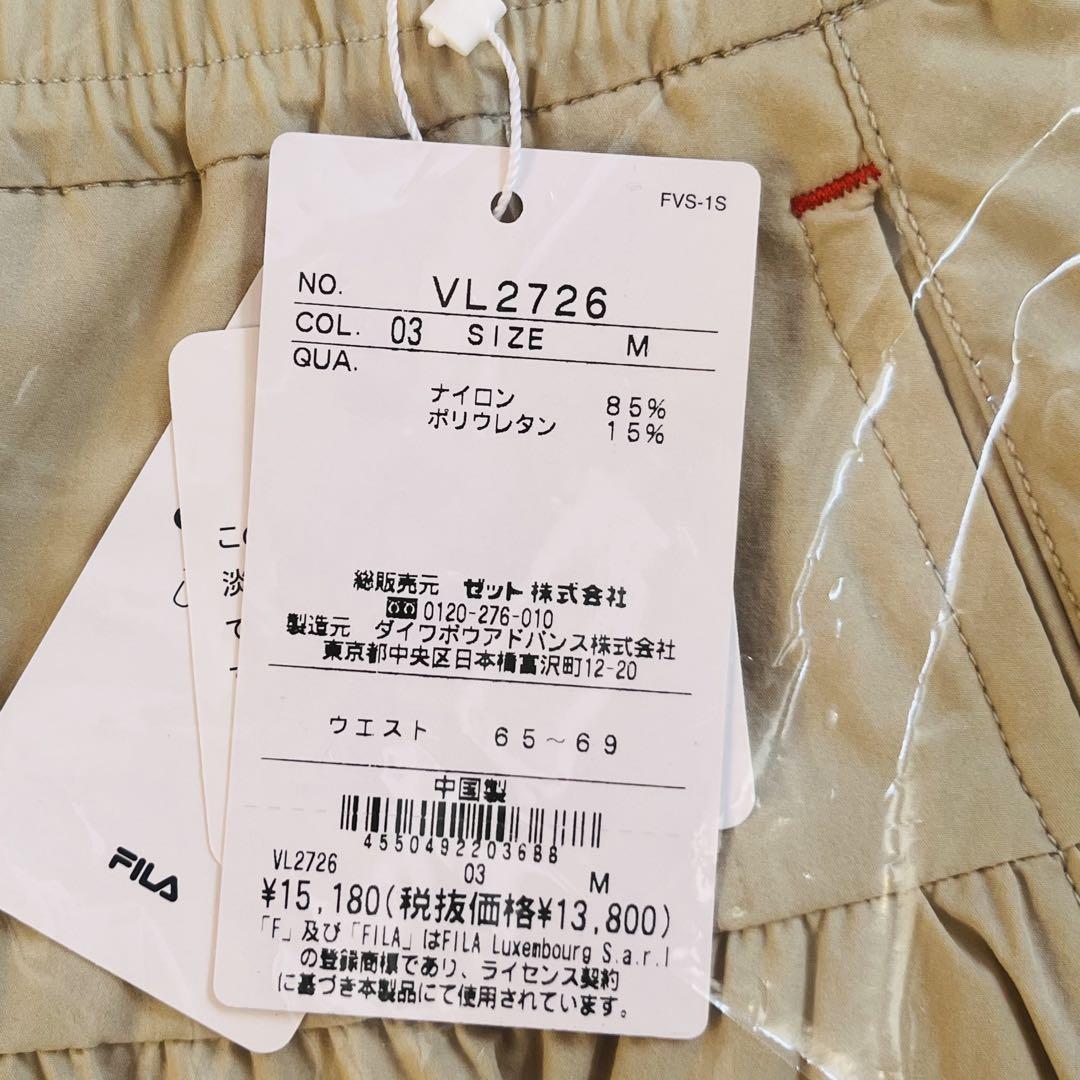 FVS-1S
NO. VL2726
COL. 03 SIZE M
QUA.
ナイロン 85%
ポリウレタン 15%
総販売元 ゼット株式会社
0120-276-010
製造元 ダイワボウアドバンス株式会社
東京都中央区日本橋富沢町12-20
ウエスト 65~69
中国製
4550492203688
VL2726 03 M
¥15,180(税抜価格¥13,800)
「F」及び「FILA」はFILA Luxembourg S.a.r.l
の登録商標であり、ライセンス契約
に基づき本製品にて使用されています。
こ
淡
て
FILA